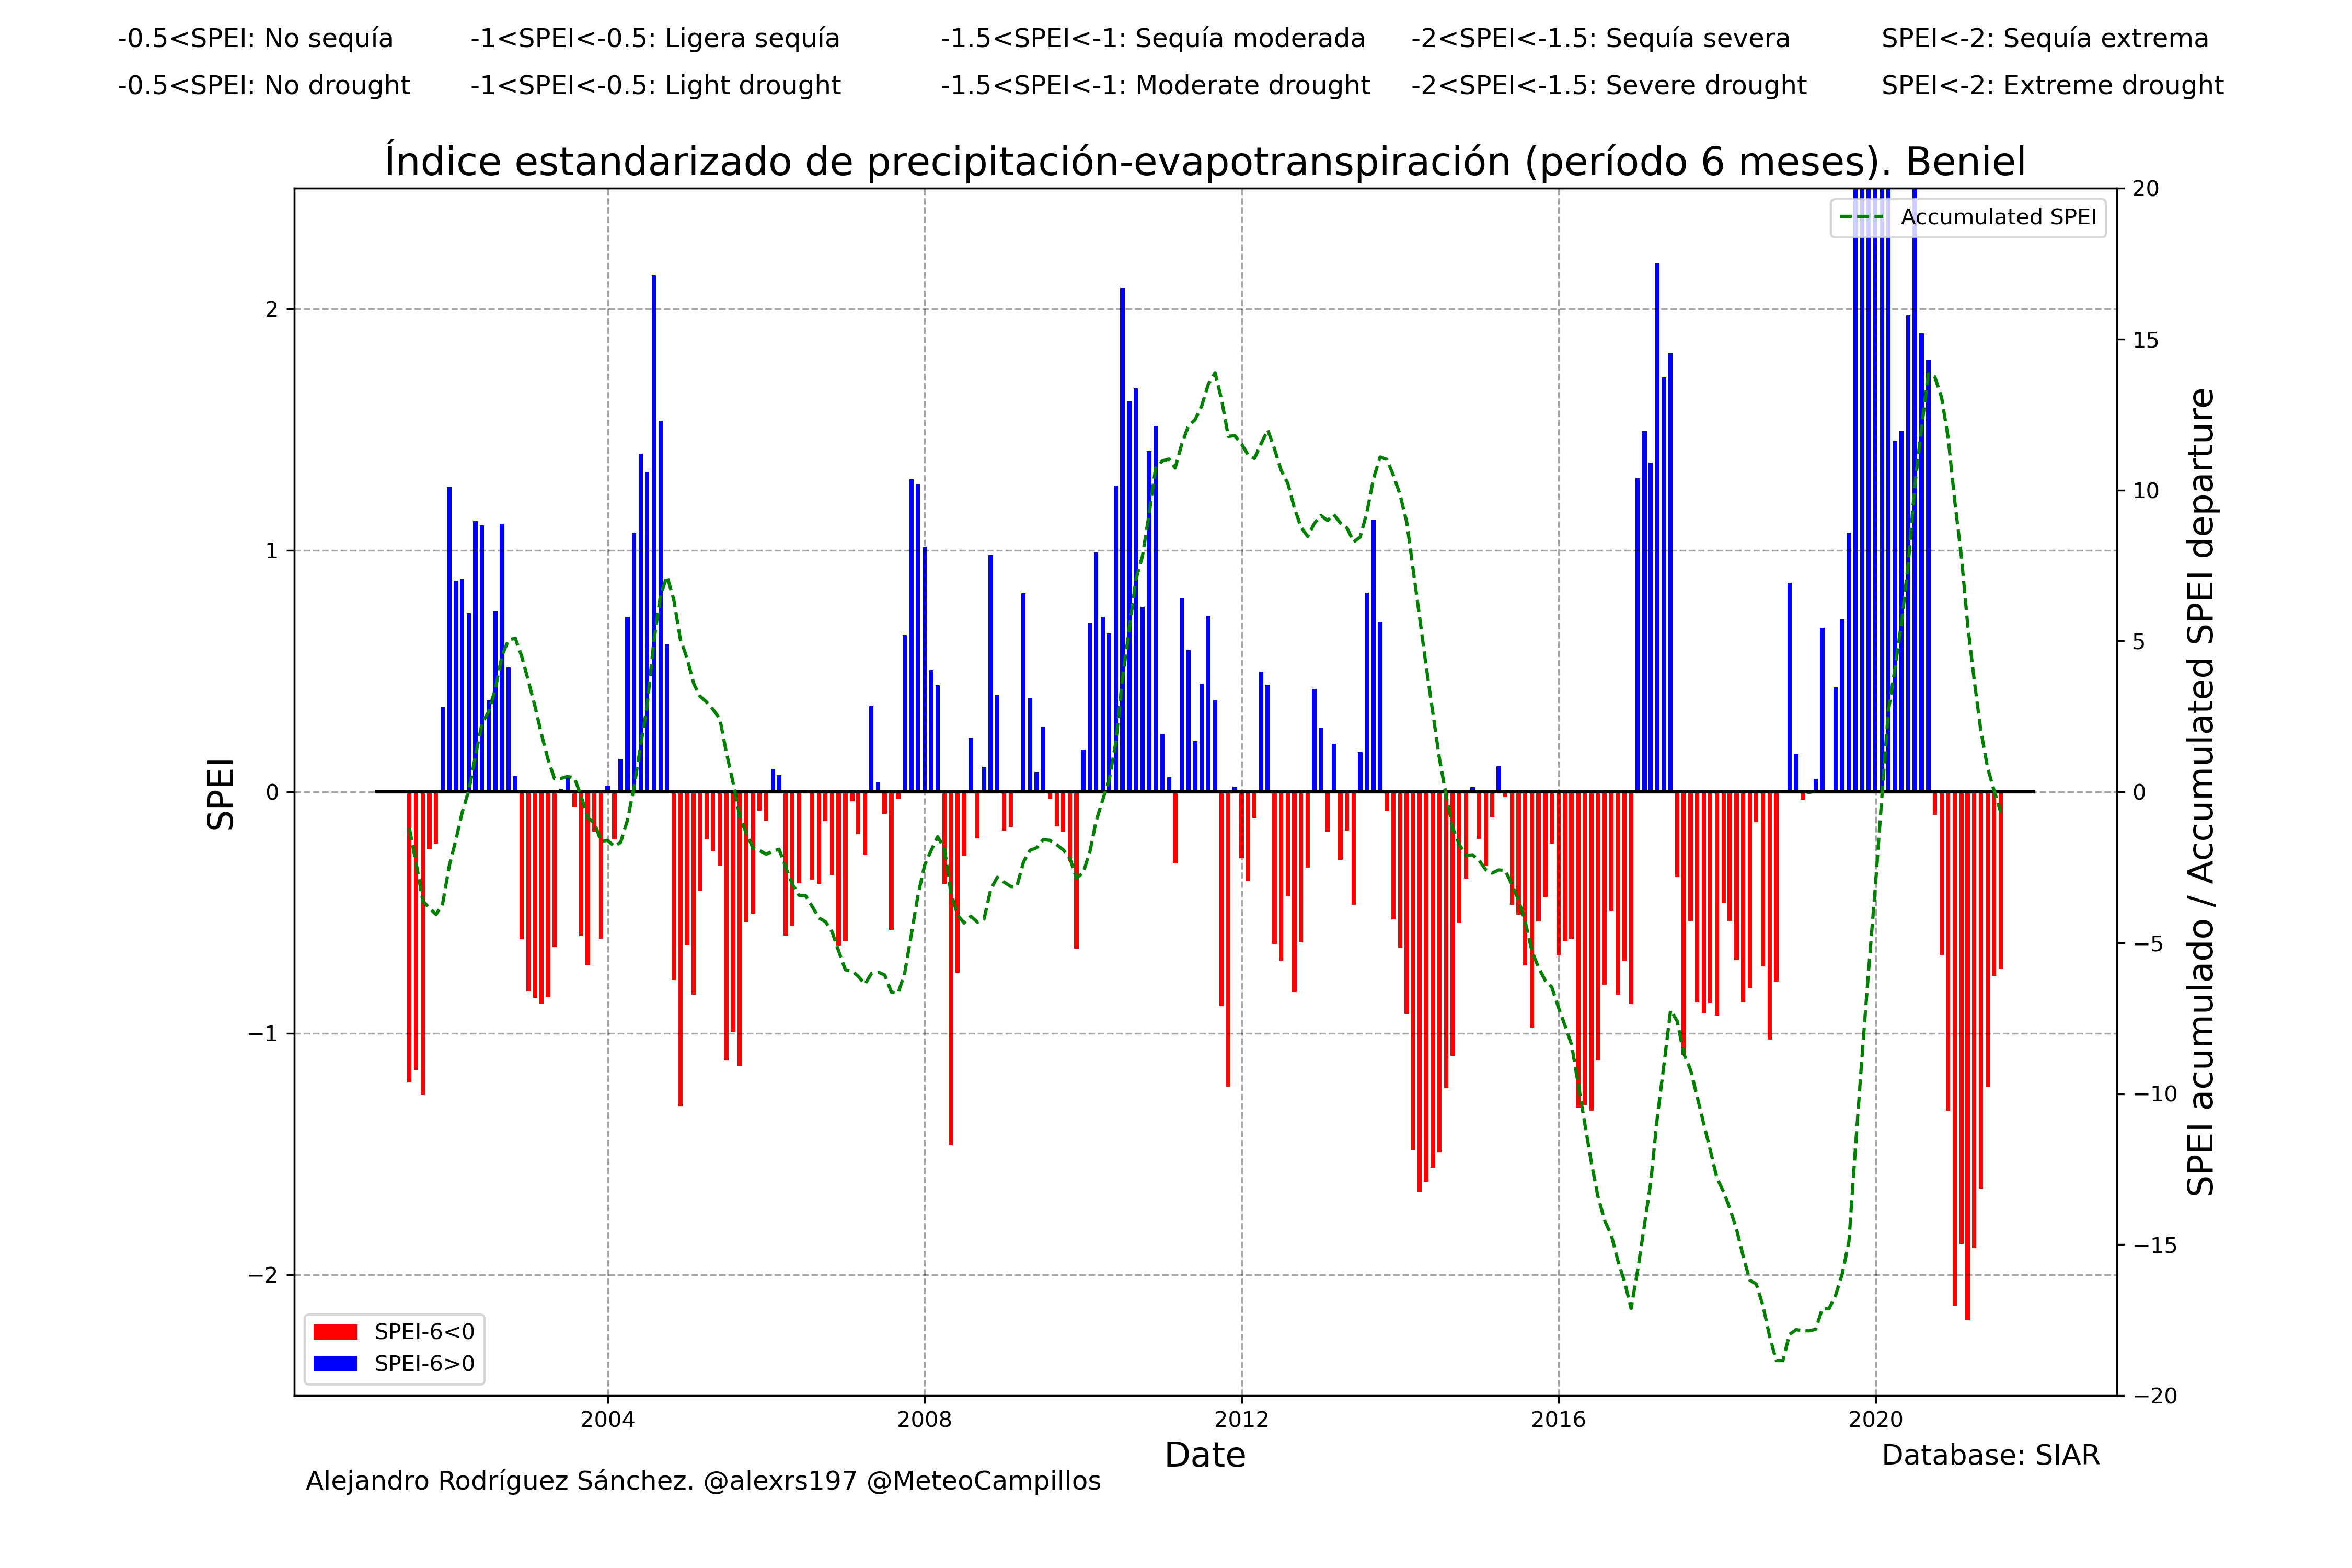 -0.5<SPEI: No sequía -1<SPEI<-0.5: Ligera sequía -1.5<SPEI<-1: Sequía moderada -2<SPEI<-1.5: Sequía severa SPEI<-2: Sequía extrema
-0.5<SPEI: No drought -1<SPEI<-0.5: Light drought -1.5<SPEI<-1: Moderate drought -2<SPEI<-1.5: Severe drought SPEI<-2: Extreme drought
Índice estandarizado de precipitación-evapotranspiración (período 6 meses). Beniel
Accumulated SPEI
2
1
0
−1
−2
SPEI
20
15
10
5
0
−5
−10
−15
−20
SPEI acumulado / Accumulated SPEI departure
SPEI-6<0
SPEI-6>0
2004 2008 2012 2016 2020
Date
Database: SIAR
Alejandro Rodríguez Sánchez. @alexrs197 @MeteoCampillos